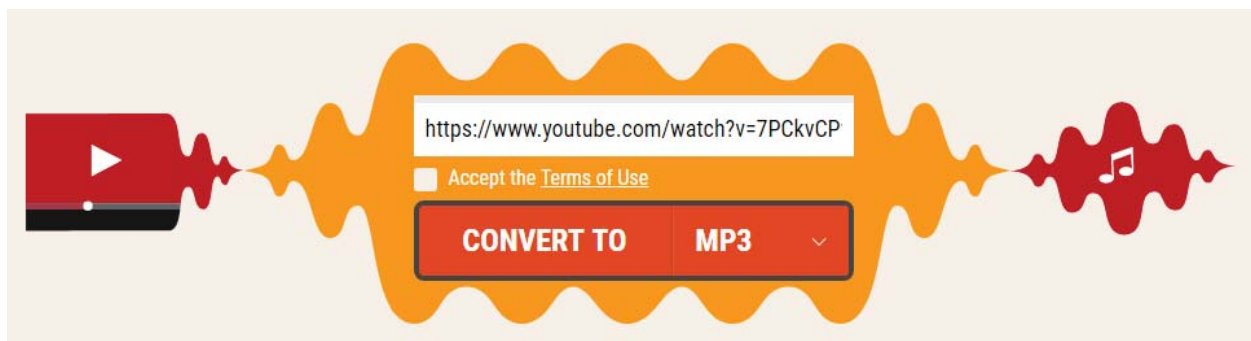 https://www.youtube.com/watch?v=7PCkvCP
Accept the Terms of Use
CONVERT TO MP3